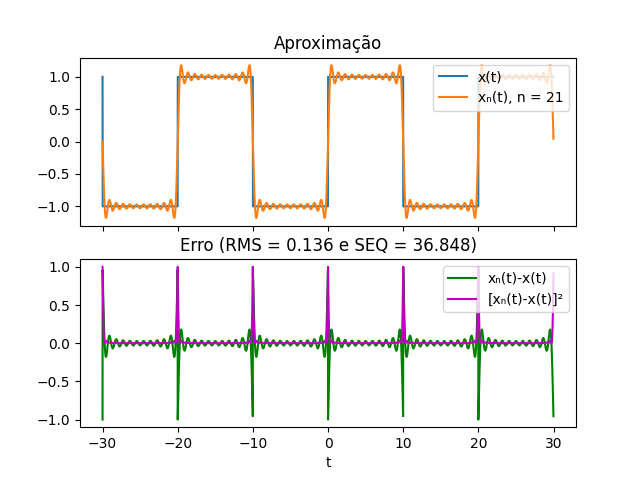 Aproximação
1.0
0.5
0.0
−0.5
−1.0
x(t)
xₙ(t), n = 21
Erro (RMS = 0.136 e SEQ = 36.848)
1.0
0.5
0.0
−0.5
−1.0
xₙ(t)-x(t)
[xₙ(t)-x(t)]²
−30
−20
−10
0
10
20
30
t